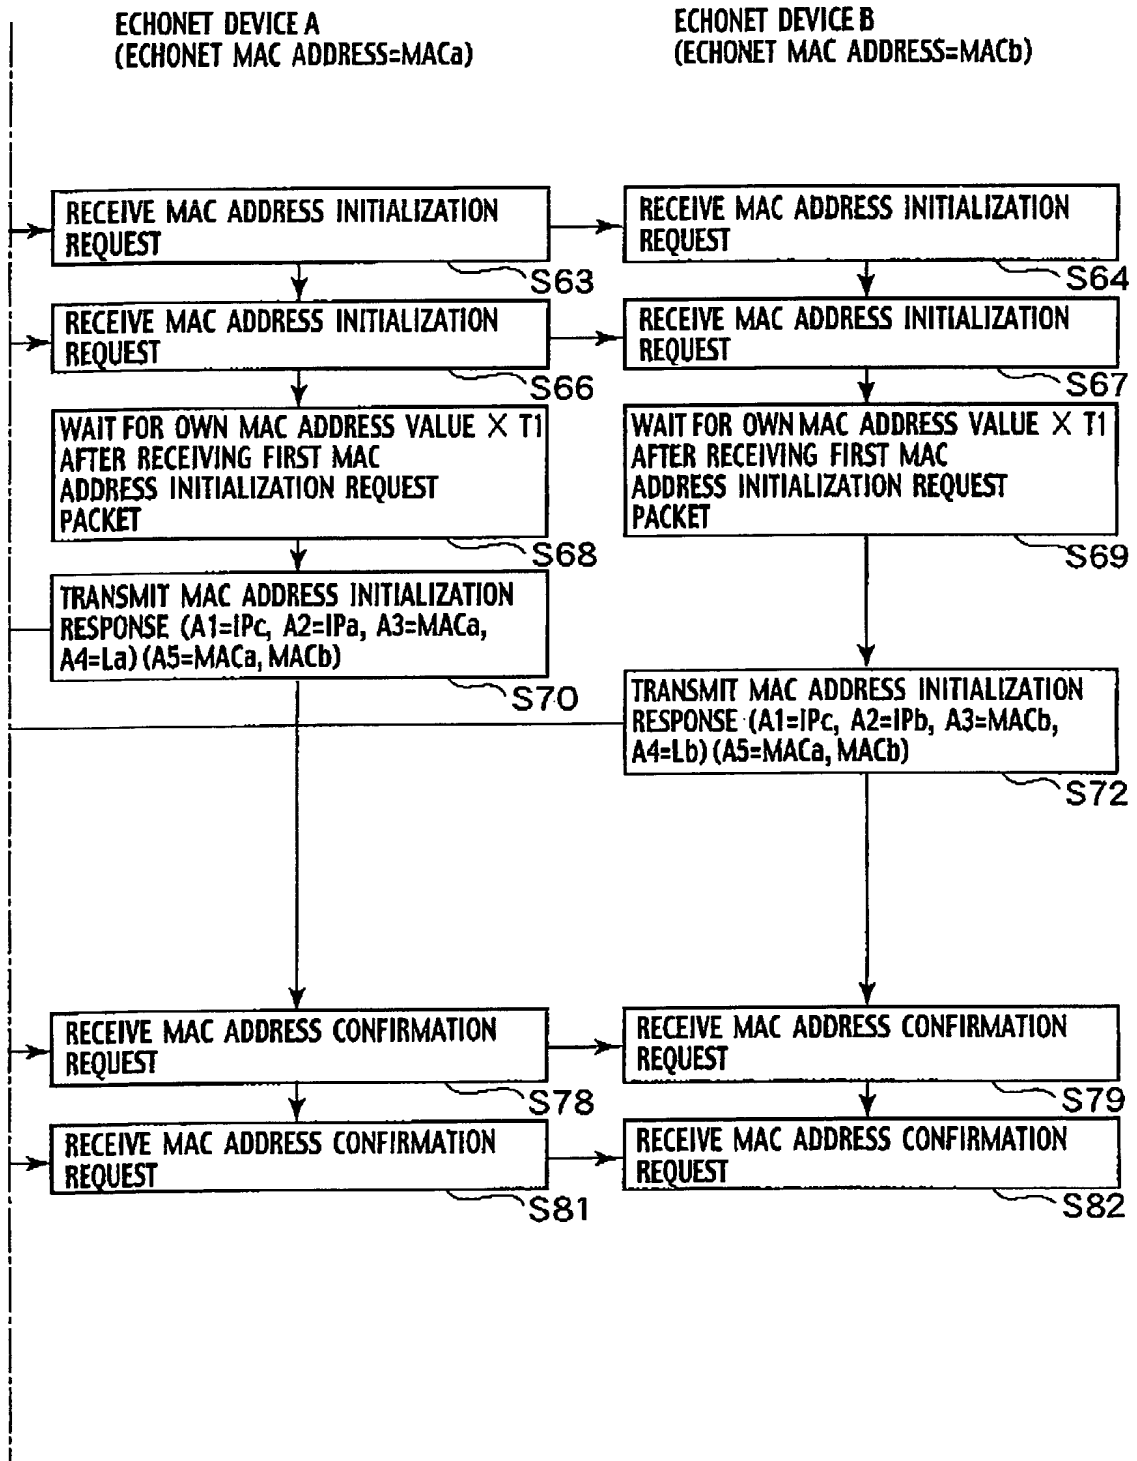 ECHONET DEVICE A
(ECHONET MAC ADDRESS=MACa)
ECHONET DEVICE B
(ECHONET MAC ADDRESS=MACb)
RECEIVE MAC ADDRESS INITIALIZATION
REQUEST
S63
RECEIVE MAC ADDRESS INITIALIZATION
REQUEST
S64
RECEIVE MAC ADDRESS INITIALIZATION
REQUEST
S66
RECEIVE MAC ADDRESS INITIALIZATION
REQUEST
S67
WAIT FOR OWN MAC ADDRESS VALUE × T1
AFTER RECEIVING FIRST MAC
ADDRESS INITIALIZATION REQUEST
PACKET
S68
WAIT FOR OWN MAC ADDRESS VALUE × T1
AFTER RECEIVING FIRST MAC
ADDRESS INITIALIZATION REQUEST
PACKET
S69
TRANSMIT MAC ADDRESS INITIALIZATION
RESPONSE (A1=IPc, A2=IPa, A3=MACa,
A4=La) (A5=MACa, MACb)
S70
TRANSMIT MAC ADDRESS INITIALIZATION
RESPONSE (A1=IPc, A2=IPb, A3=MACb,
A4=Lb) (A5=MACa, MACb)
S72
RECEIVE MAC ADDRESS CONFIRMATION
REQUEST
S78
RECEIVE MAC ADDRESS CONFIRMATION
REQUEST
S79
RECEIVE MAC ADDRESS CONFIRMATION
REQUEST
S81
RECEIVE MAC ADDRESS CONFIRMATION
REQUEST
S82